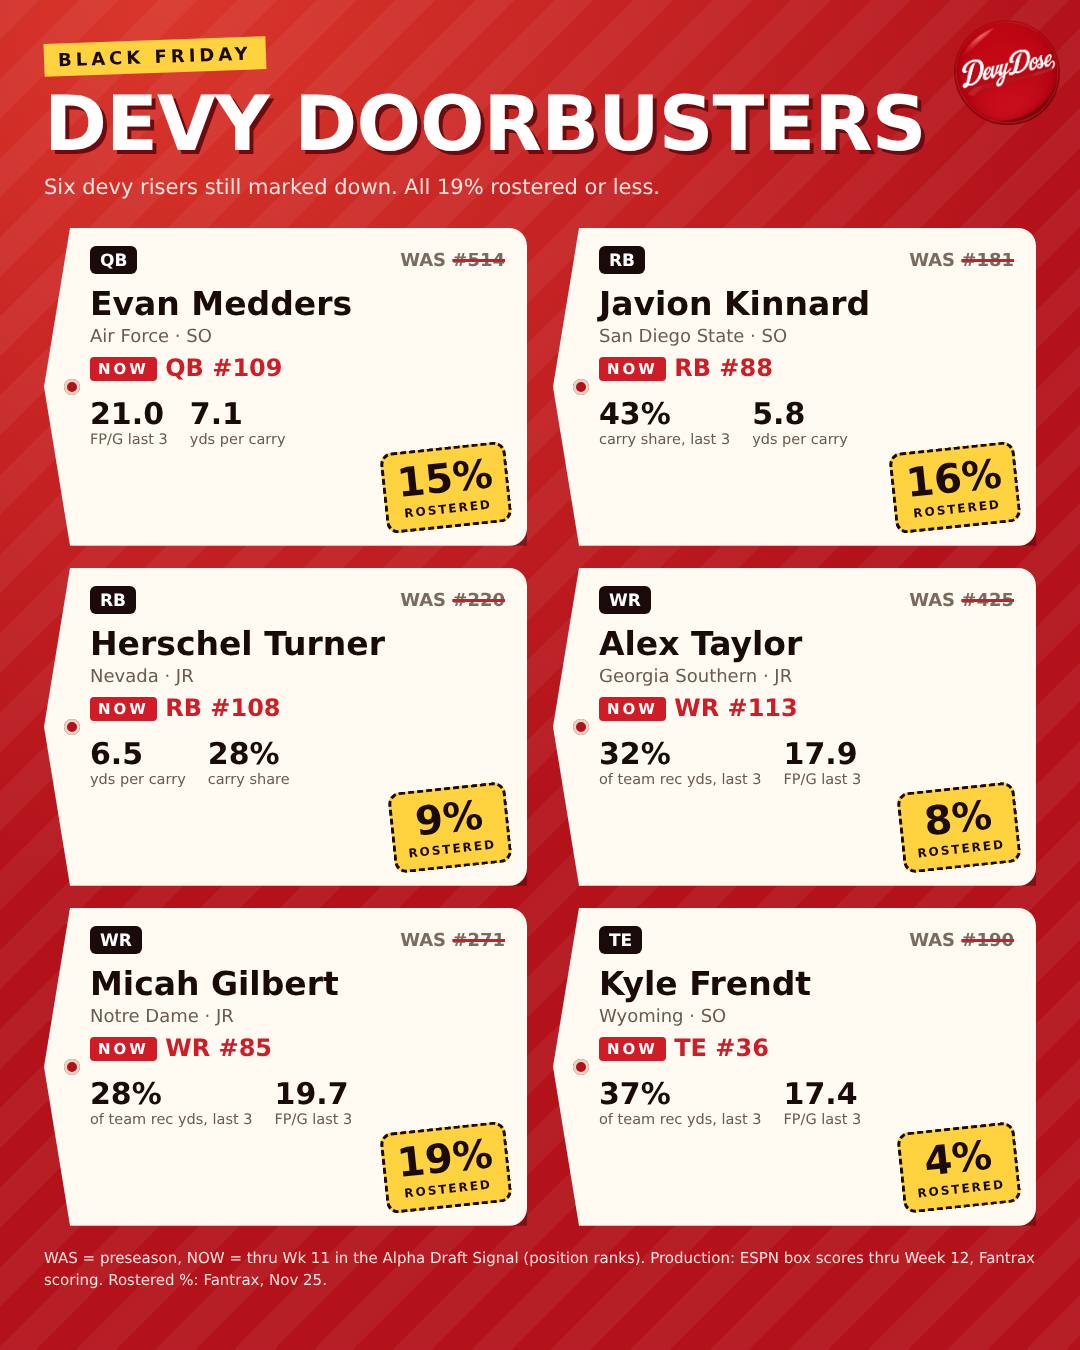 BLACK FRIDAY
Devy Dose
DEVY DOORBUSTERS
Six devy risers still marked down. All 19% rostered or less.
QB
WAS #514
Evan Medders
Air Force · SO
NOW QB #109
21.0 7.1
FP/G last 3 yds per carry
15%
ROSTERED
RB
WAS #181
Javion Kinnard
San Diego State · SO
NOW RB #88
43% 5.8
carry share, last 3 yds per carry
16%
ROSTERED
RB
WAS #220
Herschel Turner
Nevada · JR
NOW RB #108
6.5 28%
yds per carry carry share
9%
ROSTERED
WR
WAS #425
Alex Taylor
Georgia Southern · JR
NOW WR #113
32% 17.9
of team rec yds, last 3 FP/G last 3
8%
ROSTERED
WR
WAS #271
Micah Gilbert
Notre Dame · JR
NOW WR #85
28% 19.7
of team rec yds, last 3 FP/G last 3
19%
ROSTERED
TE
WAS #190
Kyle Frendt
Wyoming · SO
NOW TE #36
37% 17.4
of team rec yds, last 3 FP/G last 3
4%
ROSTERED
WAS = preseason, NOW = thru Wk 11 in the Alpha Draft Signal (position ranks). Production: ESPN box scores thru Week 12, Fantrax
scoring. Rostered %: Fantrax, Nov 25.